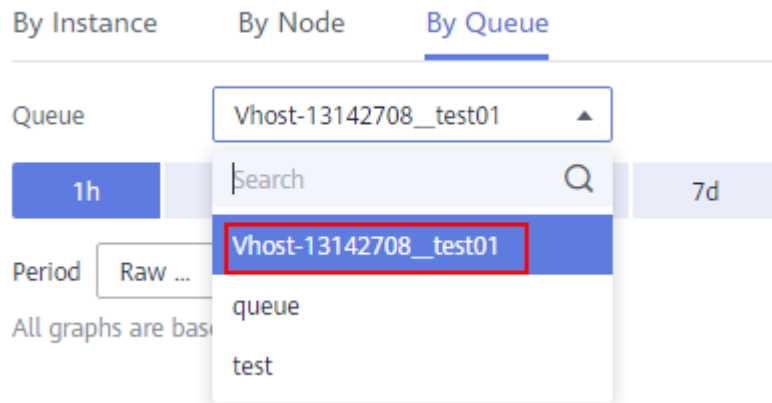 By Instance By Node By Queue
Queue Vhost-13142708__test01
Search
1h 7d
Vhost-13142708__test01
Period Raw ...
queue
All graphs are bas
test